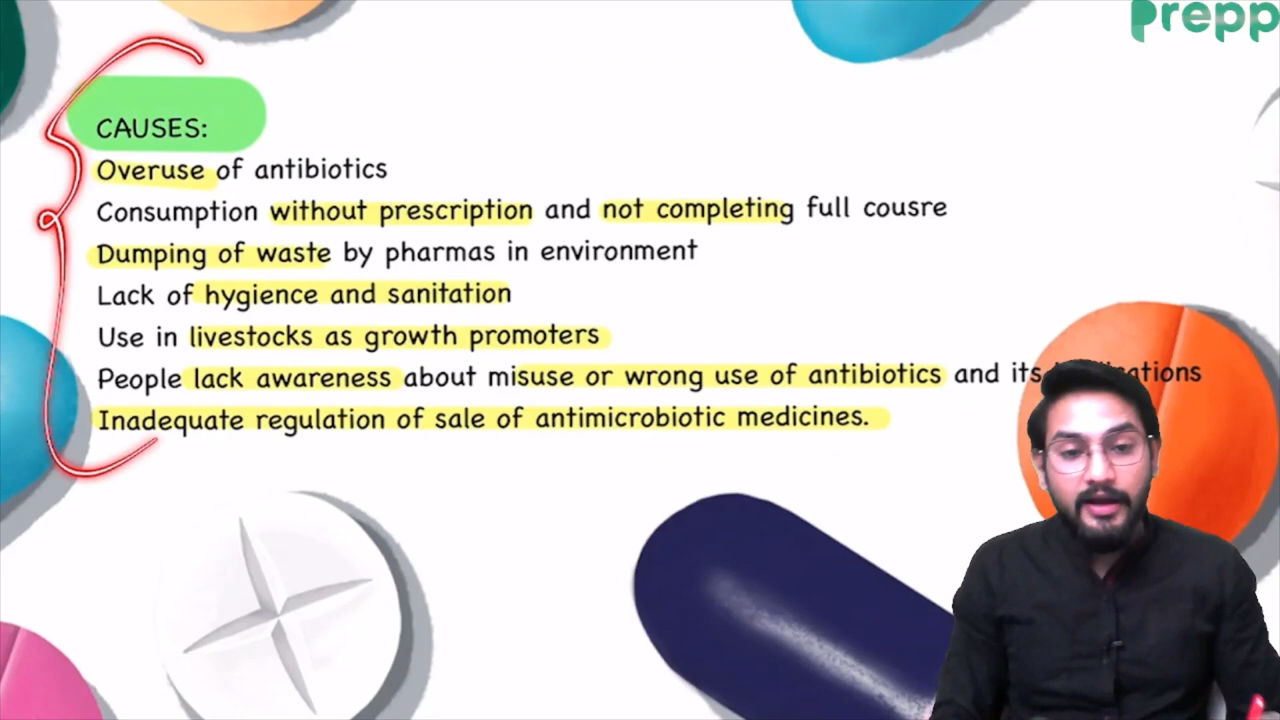 prepp
CAUSES:
Overuse of antibiotics
Consumption without prescription and not completing full cousre
Dumping of waste by pharmas in environment
Lack of hygience and sanitation
Use in livestocks as growth promoters
People lack awareness about misuse or wrong use of antibiotics and its
Inadequate regulation of sale of antimicrobiotic medicines.